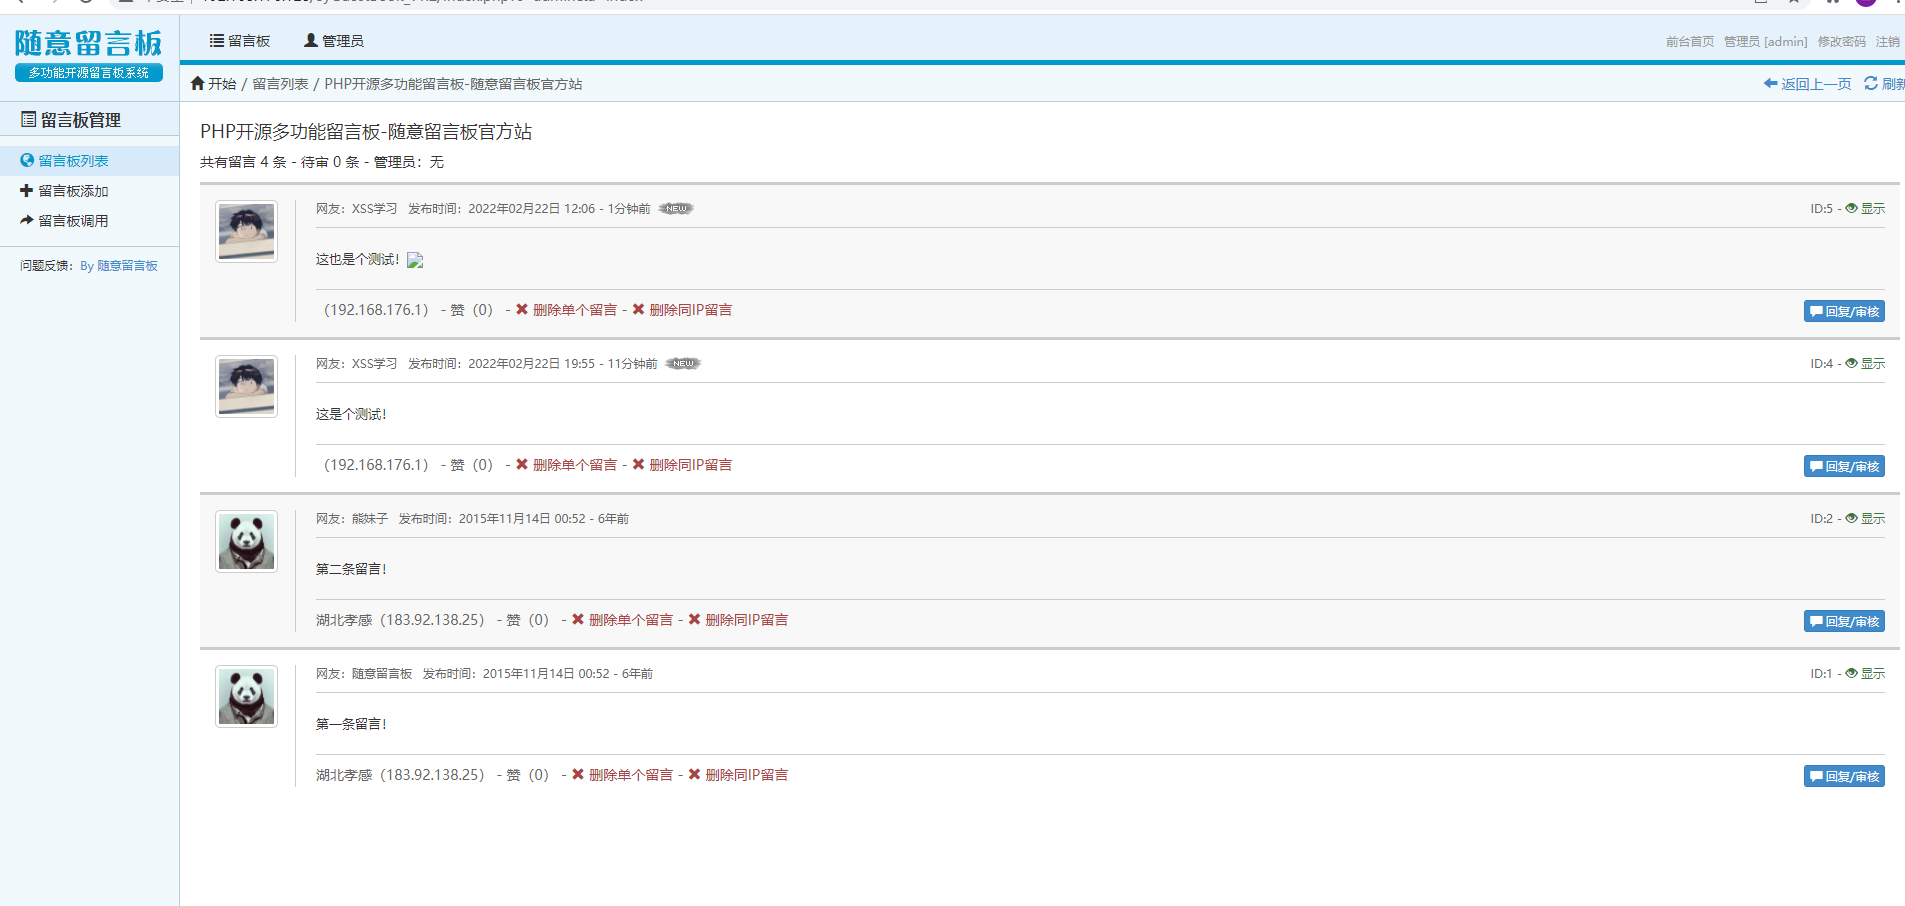 随意留言板
多功能开源留言板系统
留言板 管理员
前台首页 管理员 [admin] 修改密码 注销
开始 / 留言列表 / PHP开源多功能留言板-随意留言板官方站
返回上一页 刷新
留言板管理
留言板列表
留言板添加
留言板调用
问题反馈：By 随意留言板
PHP开源多功能留言板-随意留言板官方站
共有留言 4 条 - 待审 0 条 - 管理员：无
网友：XSS学习 发布时间：2022年02月22日 12:06 - 1分钟前 NEW
ID:5 - 显示
这也是个测试！
（192.168.176.1） - 赞（0） - 删除单个留言 - 删除同IP留言
回复/审核
网友：XSS学习 发布时间：2022年02月22日 19:55 - 11分钟前 NEW
ID:4 - 显示
这是个测试！
（192.168.176.1） - 赞（0） - 删除单个留言 - 删除同IP留言
回复/审核
网友：熊妹子 发布时间：2015年11月14日 00:52 - 6年前
ID:2 - 显示
第二条留言！
湖北孝感（183.92.138.25） - 赞（0） - 删除单个留言 - 删除同IP留言
回复/审核
网友：随意留言板 发布时间：2015年11月14日 00:52 - 6年前
ID:1 - 显示
第一条留言！
湖北孝感（183.92.138.25） - 赞（0） - 删除单个留言 - 删除同IP留言
回复/审核